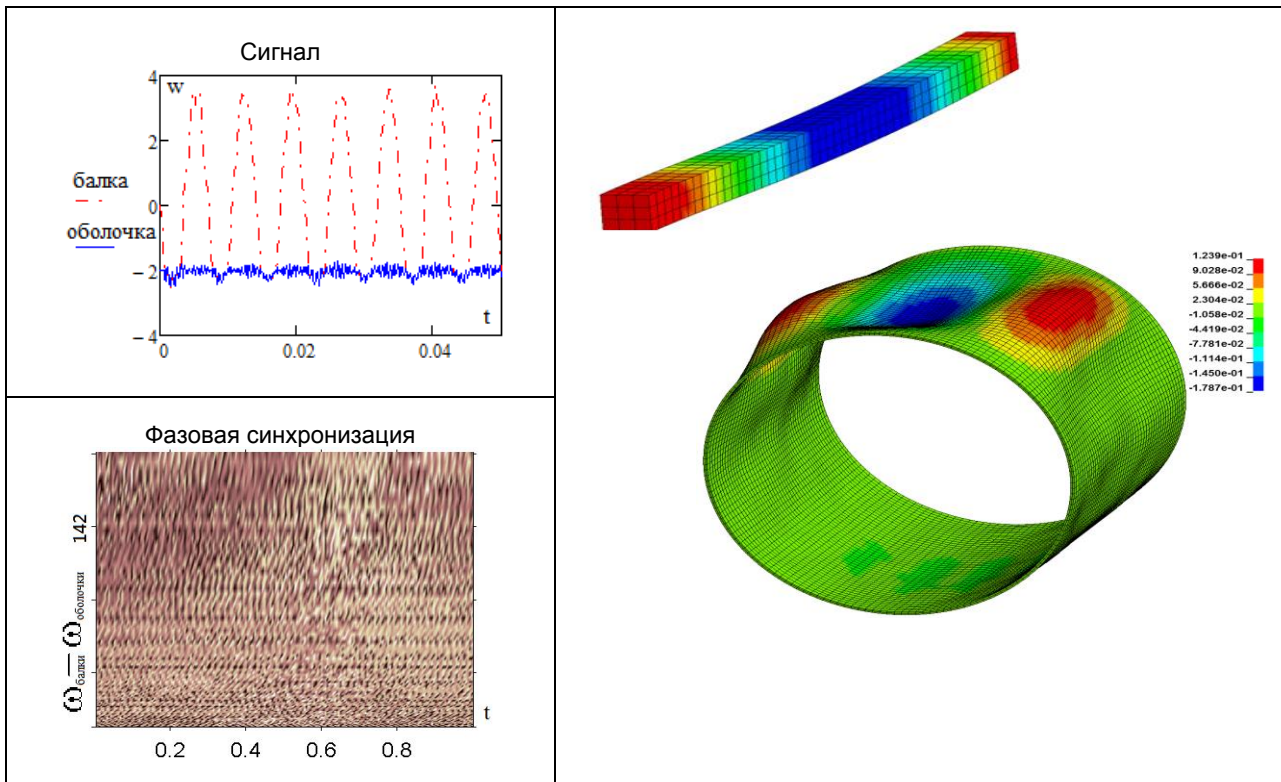 Сигнал
4
w
2
балка
0
оболочка
−2
t
−4
0
0.02
0.04
Фазовая синхронизация
142
ω балки − ω оболочки
t
0.2
0.4
0.6
0.8
1.239e-01
9.028e-02
5.666e-02
2.304e-02
-1.058e-02
-4.419e-02
-7.781e-02
-1.114e-01
-1.450e-01
-1.787e-01